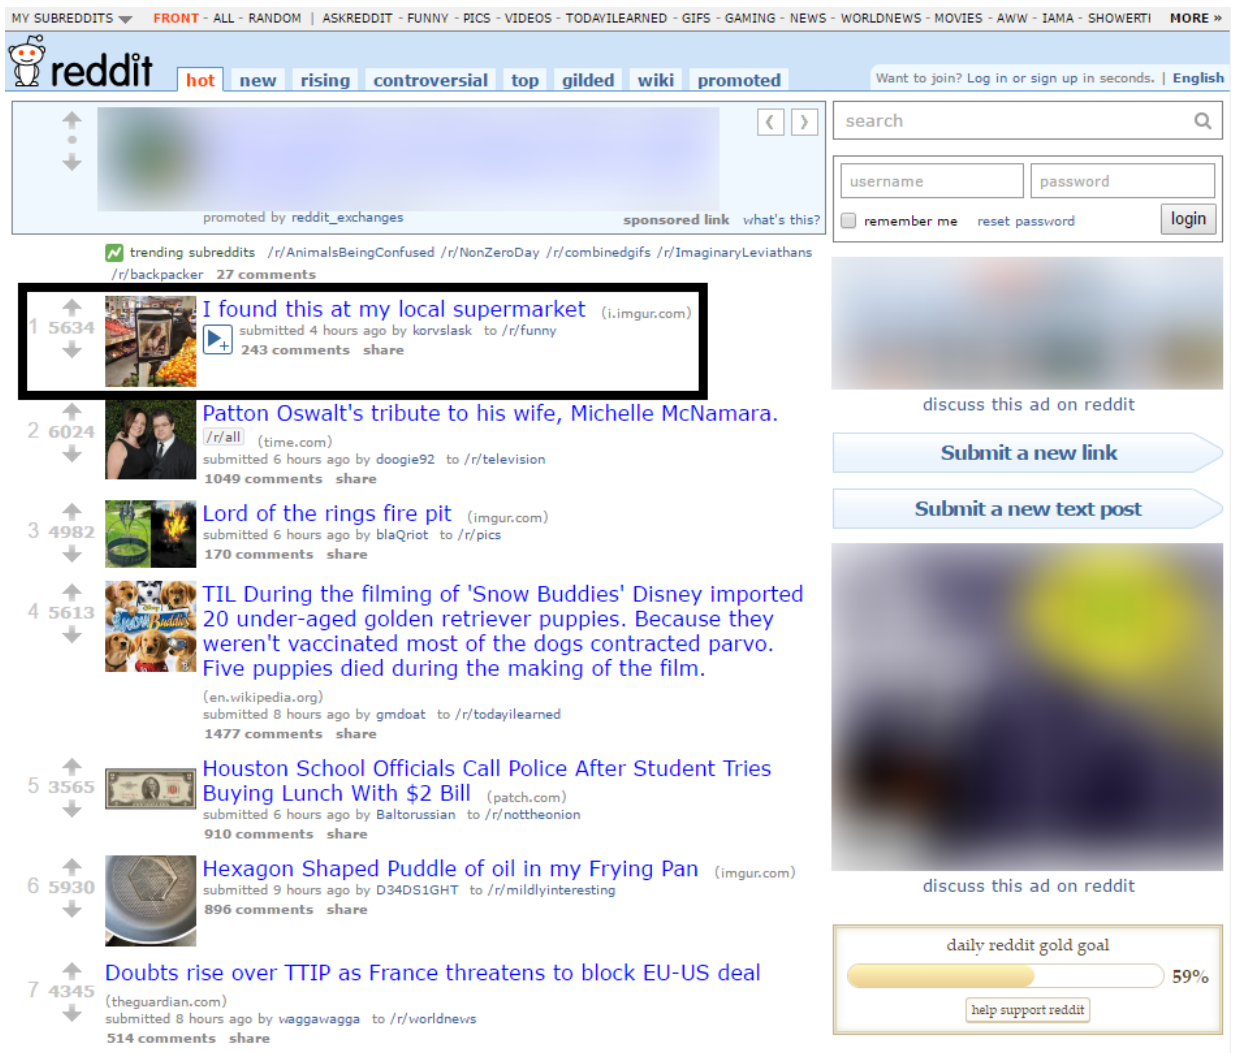 MY SUBREDDITS FRONT - ALL - RANDOM | ASKREDDIT - FUNNY - PICS - VIDEOS - TODAYILEARNED - GIFS - GAMING - NEWS - WORLDNEWS - MOVIES - AWW - IAMA - SHOWERTI MORE »
reddit hot new rising controversial top gilded wiki promoted
Want to join? Log in or sign up in seconds. | English
promoted by reddit_exchanges sponsored link what's this?
trending subreddits /r/AnimalsBeingConfused /r/NonZeroDay /r/combinedgifs /r/ImaginaryLeviathans
/r/backpacker 27 comments
1 5634
I found this at my local supermarket (i.imgur.com)
submitted 4 hours ago by korvslask to /r/funny
243 comments share
2 6024
Patton Oswalt's tribute to his wife, Michelle McNamara.
/r/all (time.com)
submitted 6 hours ago by doogie92 to /r/television
1049 comments share
3 4982
Lord of the rings fire pit (imgur.com)
submitted 6 hours ago by blaQriot to /r/pics
170 comments share
4 5613
TIL During the filming of 'Snow Buddies' Disney imported
20 under-aged golden retriever puppies. Because they
weren't vaccinated most of the dogs contracted parvo.
Five puppies died during the making of the film.
(en.wikipedia.org)
submitted 8 hours ago by gmdoat to /r/todayilearned
1477 comments share
5 3565
Houston School Officials Call Police After Student Tries
Buying Lunch With $2 Bill (patch.com)
submitted 6 hours ago by Baltorussian to /r/nottheonion
910 comments share
6 5930
Hexagon Shaped Puddle of oil in my Frying Pan (imgur.com)
submitted 9 hours ago by D34DS1GHT to /r/mildlyinteresting
896 comments share
7 4345
Doubts rise over TTIP as France threatens to block EU-US deal
(theguardian.com)
submitted 8 hours ago by waggawagga to /r/worldnews
514 comments share
search
username password
remember me reset password login
discuss this ad on reddit
Submit a new link
Submit a new text post
discuss this ad on reddit
daily reddit gold goal
59%
help support reddit